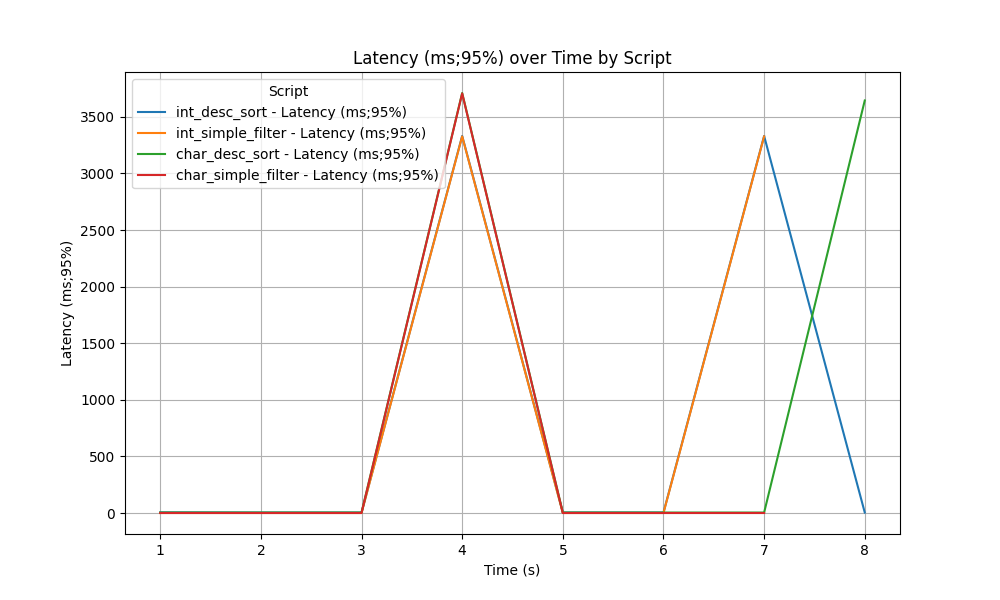 Latency (ms;95%) over Time by Script
Script
int_desc_sort - Latency (ms;95%)
int_simple_filter - Latency (ms;95%)
char_desc_sort - Latency (ms;95%)
char_simple_filter - Latency (ms;95%)
Latency (ms;95%)
3500
3000
2500
2000
1500
1000
500
0
1 2 3 4 5 6 7 8
Time (s)